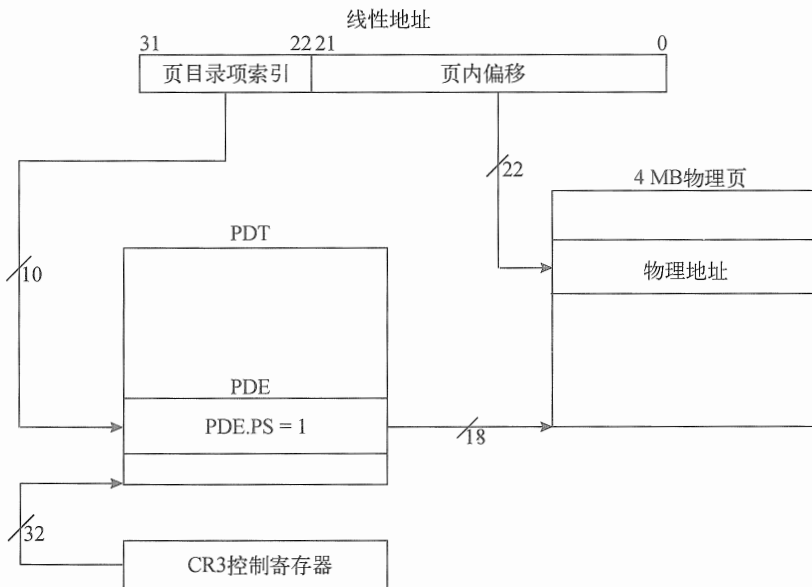 线性地址
31 22 21 0
页目录项索引 页内偏移
22
4 MB物理页
PDT
物理地址
10
PDE
PDE.PS = 1
18
32
CR3控制寄存器